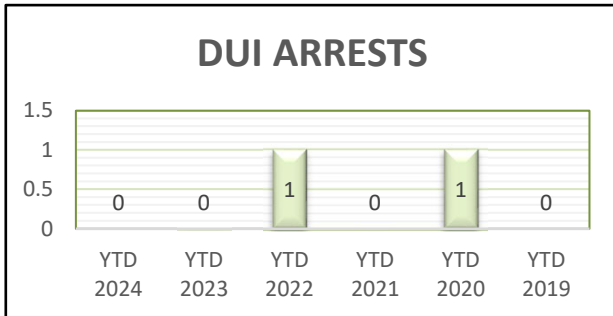 DUI ARRESTS
1.5
1
0.5
0
0 0 1 0 1 0
YTD YTD YTD YTD YTD YTD
2024 2023 2022 2021 2020 2019